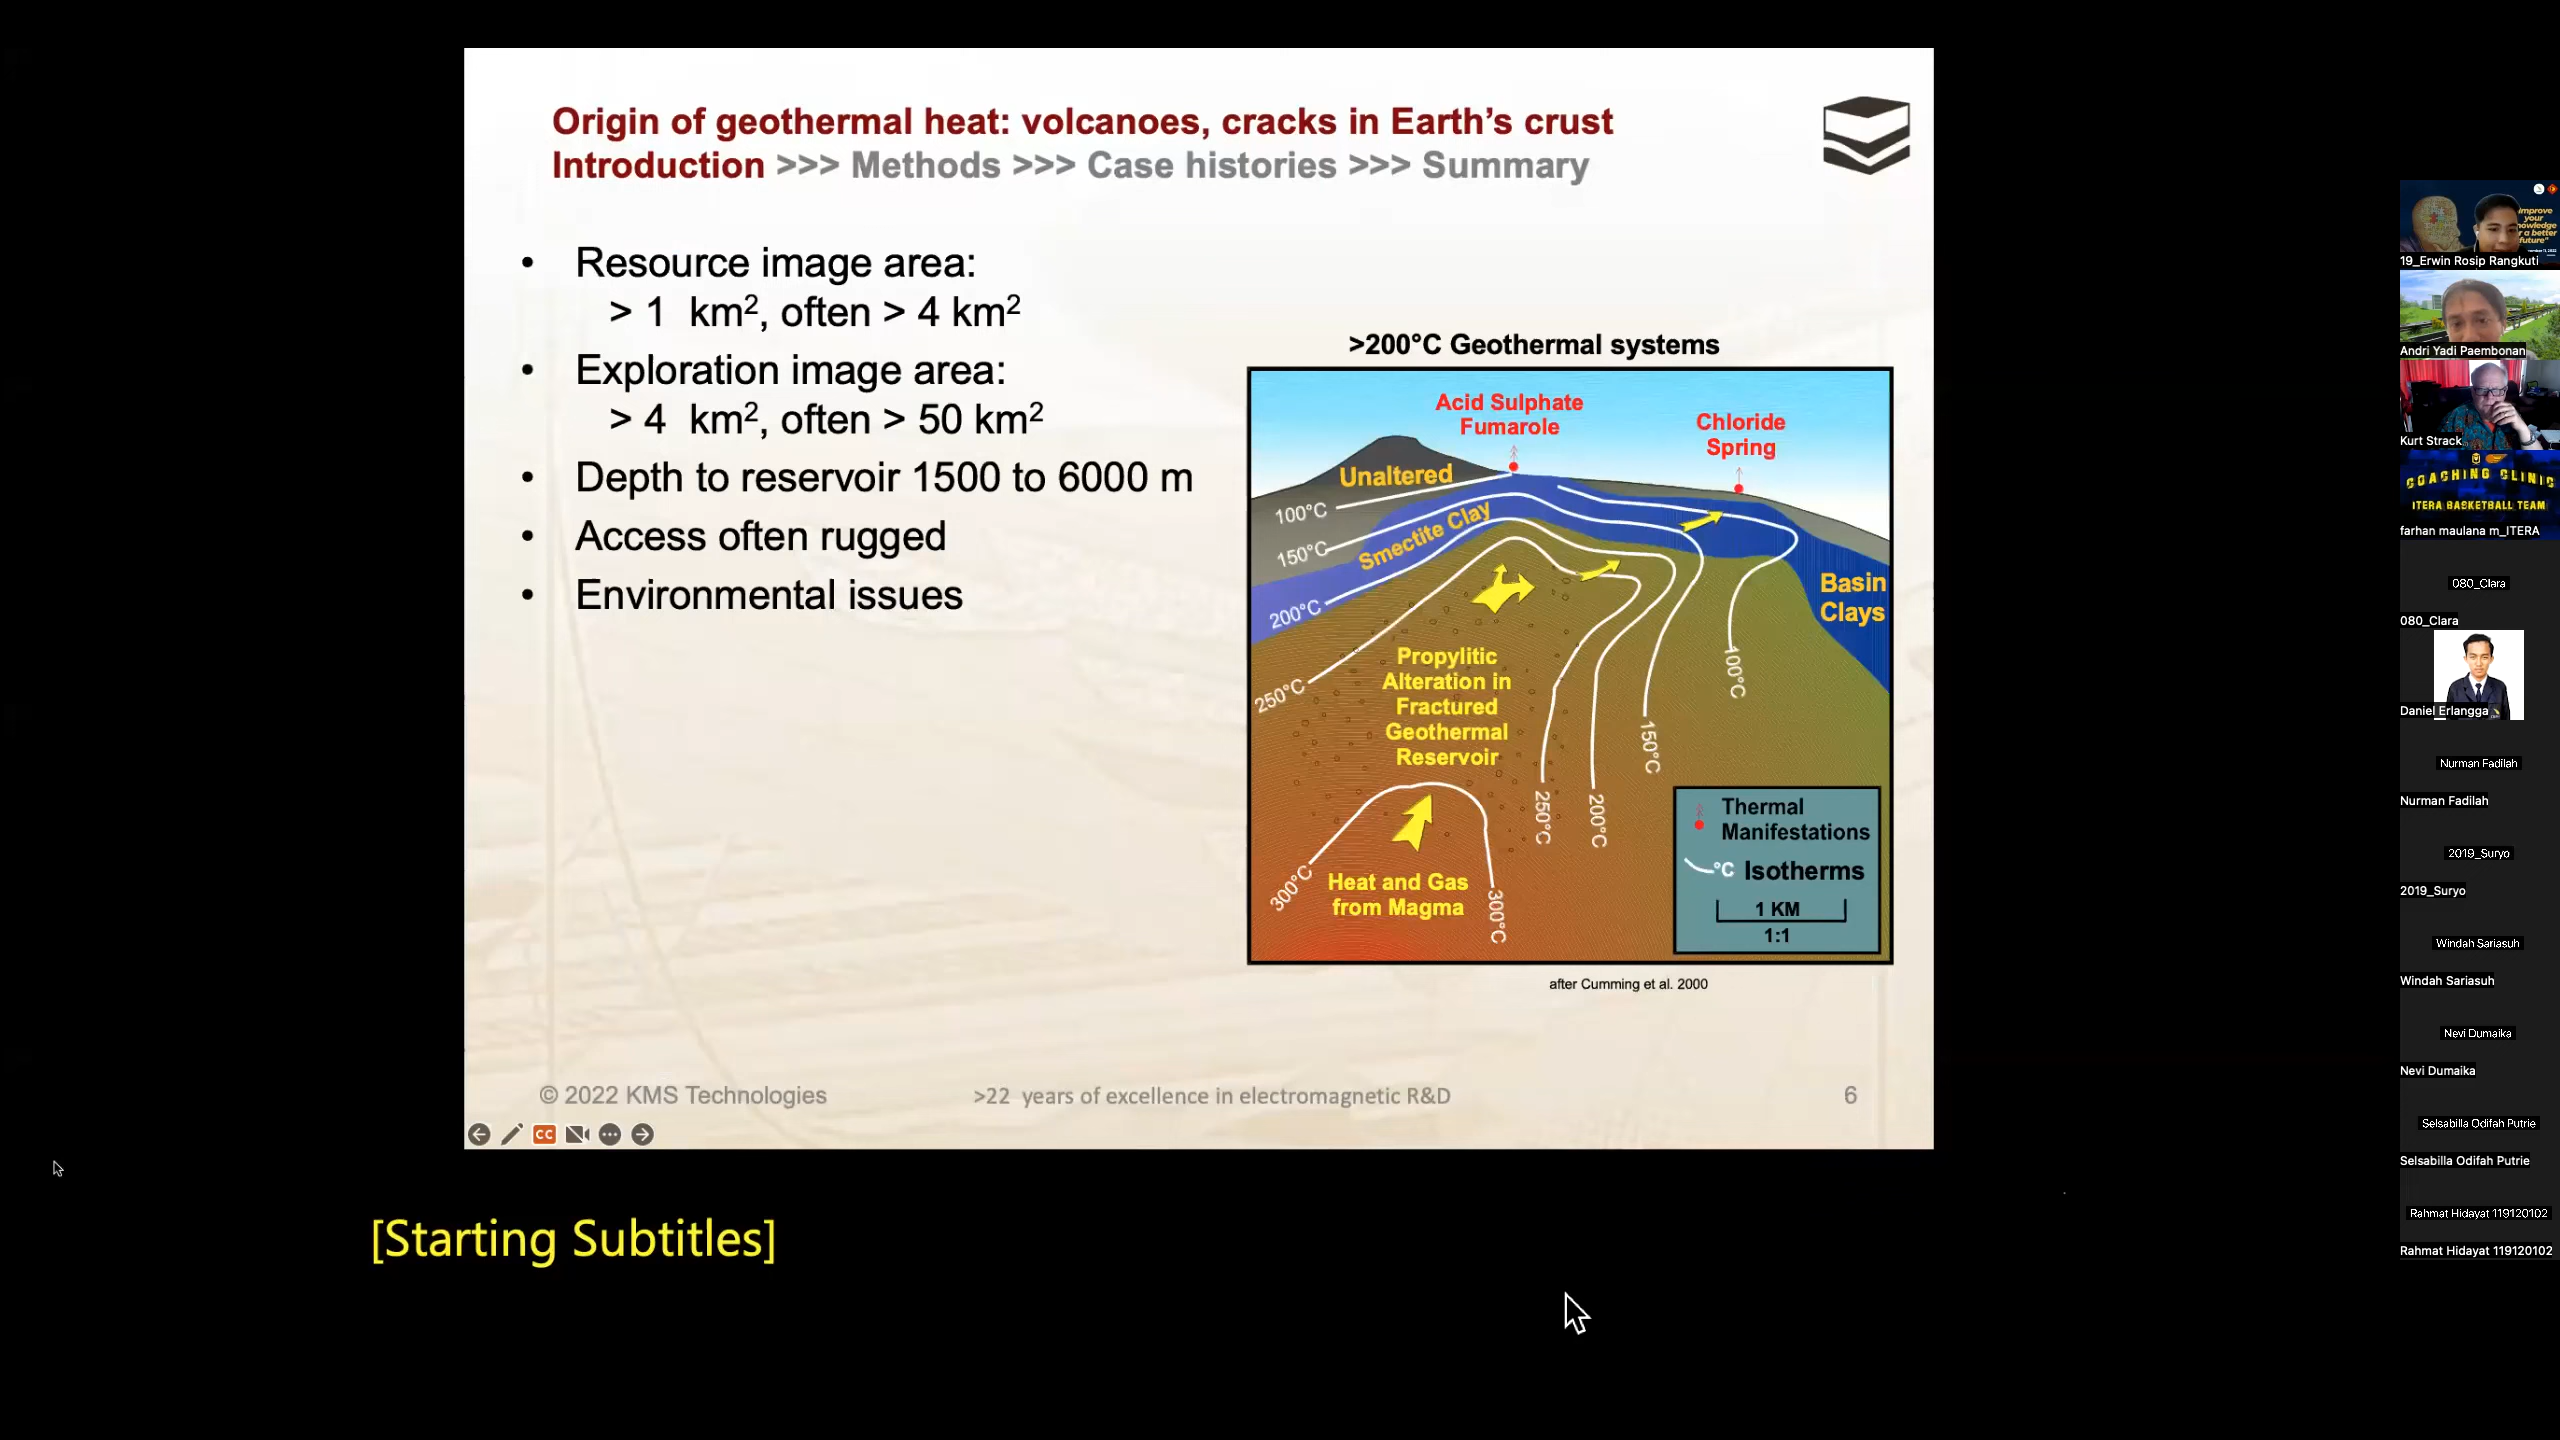 Origin of geothermal heat: volcanoes, cracks in Earth's crust
Introduction >>> Methods >>> Case histories >>> Summary
• Resource image area:
> 1 km², often > 4 km²
• Exploration image area:
> 4 km², often > 50 km²
• Depth to reservoir 1500 to 6000 m
• Access often rugged
• Environmental issues
>200°C Geothermal systems
Acid Sulphate
Fumarole
Chloride
Spring
Unaltered
100°C
150°C
Smectite Clay
200°C
Basin
Clays
250°C
Propylitic
Alteration in
Fractured
Geothermal
Reservoir
100°C
150°C
250°C
200°C
300°C
Heat and Gas
from Magma
300°C
Thermal
Manifestations
°C Isotherms
1 KM
1:1
after Cumming et al. 2000
© 2022 KMS Technologies
>22 years of excellence in electromagnetic R&D
6
CC
[Starting Subtitles]
improve
your
future"
19_Erwin Rosip Rangkuti
Andri Yadi Paembonan
Kurt Strack
COACHING CLINIC
ITERA BASKETBALL TEAM
farhan maulana m_ITERA
080_Clara
080_Clara
Daniel Erlangga
Nurman Fadilah
Nurman Fadilah
2019_Suryo
2019_Suryo
Windah Sariasuh
Windah Sariasuh
Nevi Dumaika
Nevi Dumaika
Selsabilla Odifah Putrie
Selsabilla Odifah Putrie
Rahmat Hidayat 119120102
Rahmat Hidayat 119120102